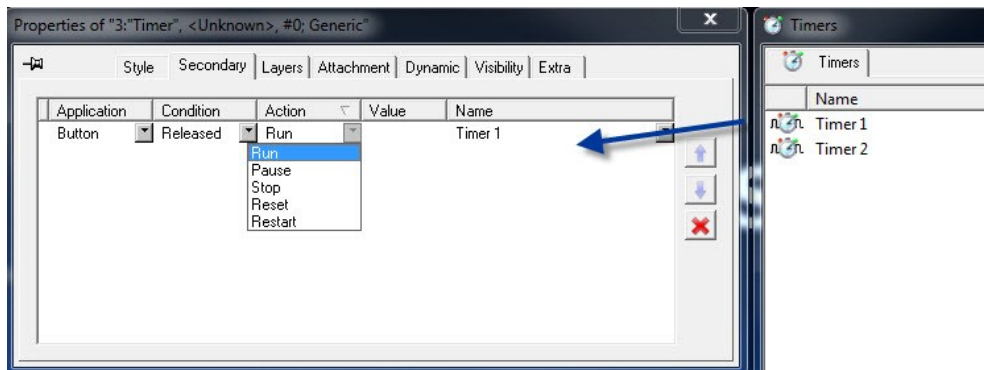 Properties of "3:"Timer", <Unknown>, #0; Generic"
x
Style Secondary Layers Attachment Dynamic Visibility Extra
Application Condition Action Value Name
Button Released Run Timer 1
Run
Pause
Stop
Reset
Restart
Timers
Timers
Name
Timer 1
Timer 2